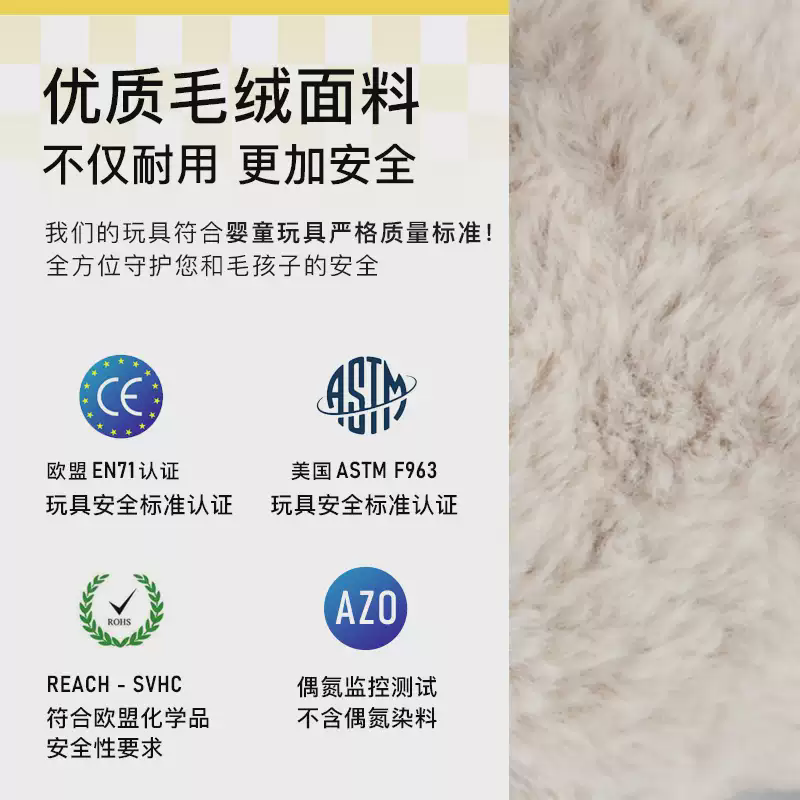 优质毛绒面料
不仅耐用 更加安全
我们的玩具符合婴童玩具严格质量标准!
全方位守护您和毛孩子的安全
CE
ASTM
欧盟EN71认证
玩具安全标准认证
美国ASTM F963
玩具安全标准认证
ROHS
AZO
REACH - SVHC
符合欧盟化学品
安全性要求
偶氮监控测试
不含偶氮染料